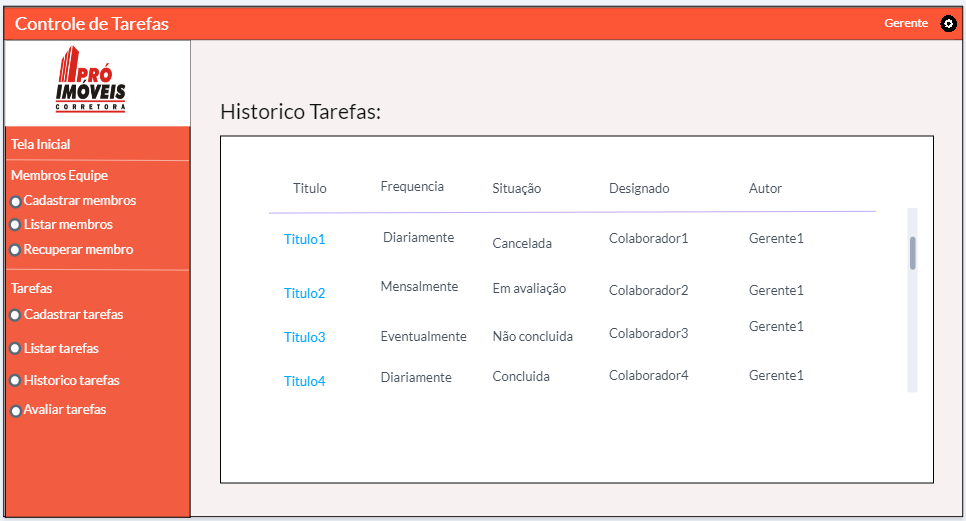 Controle de Tarefas
Gerente
PRÓ
IMÓVEIS
CORRETORA
Tela Inicial
Membros Equipe
Cadastrar membros
Listar membros
Recuperar membro
Tarefas
Cadastrar tarefas
Listar tarefas
Historico tarefas
Avaliar tarefas
Historico Tarefas:
Titulo Frequencia Situação Designado Autor
Titulo1 Diariamente Cancelada Colaborador1 Gerente1
Titulo2 Mensalmente Em avaliação Colaborador2 Gerente1
Titulo3 Eventualmente Não concluida Colaborador3 Gerente1
Titulo4 Diariamente Concluida Colaborador4 Gerente1